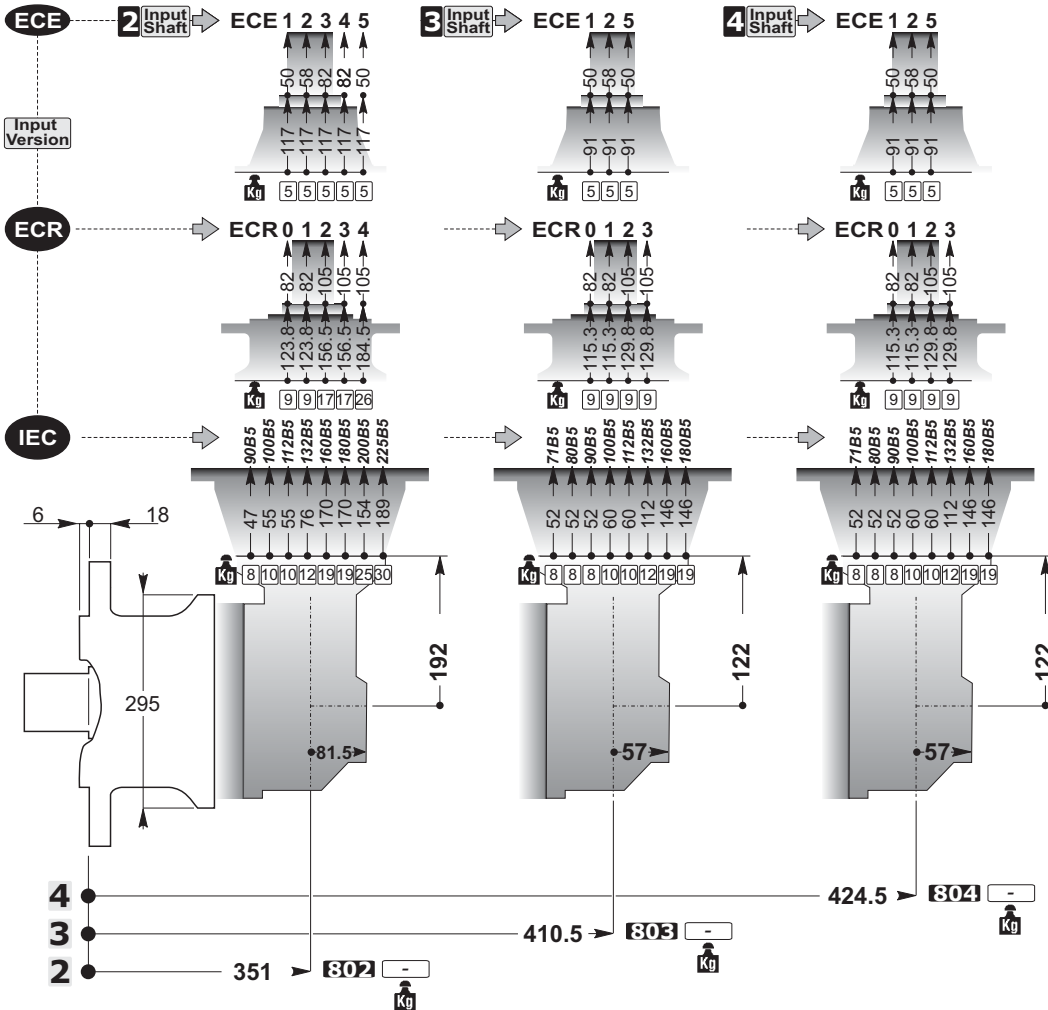 ECE
2 Input Shaft ECE 1 2 3 4 5
3 Input Shaft ECE 1 2 5
4 Input Shaft ECE 1 2 5
50 58 82 82 50
50 58 50
50 58 50
Input Version
117 117 117 117 117
91 91 91
91 91 91
Kg 5 5 5 5 5
Kg 5 5 5
Kg 5 5 5
ECR
ECR 0 1 2 3 4
ECR 0 1 2 3
ECR 0 1 2 3
82 82 105 105 105
82 82 105 105
82 82 105 105
123.8 123.8 156.5 156.5 184.5
115.3 115.3 129.8 129.8
115.3 115.3 129.8 129.8
Kg 9 9 17 17 26
Kg 9 9 9 9
Kg 9 9 9 9
IEC
90B5 100B5 112B5 132B5 160B5 180B5 200B5 225B5
71B5 80B5 90B5 100B5 112B5 132B5 160B5 180B5
71B5 80B5 90B5 100B5 112B5 132B5 160B5 180B5
47 55 55 76 170 170 154 189
52 52 52 60 60 112 146 146
52 52 52 60 60 112 146 146
6 18
Kg 8 10 10 12 19 19 25 30
Kg 8 8 8 10 10 12 19 19
Kg 8 8 8 10 10 12 19 19
192
122
122
295
81.5
57
57
4 424.5 804 -
Kg
3 410.5 803 -
Kg
2 351 802 -
Kg